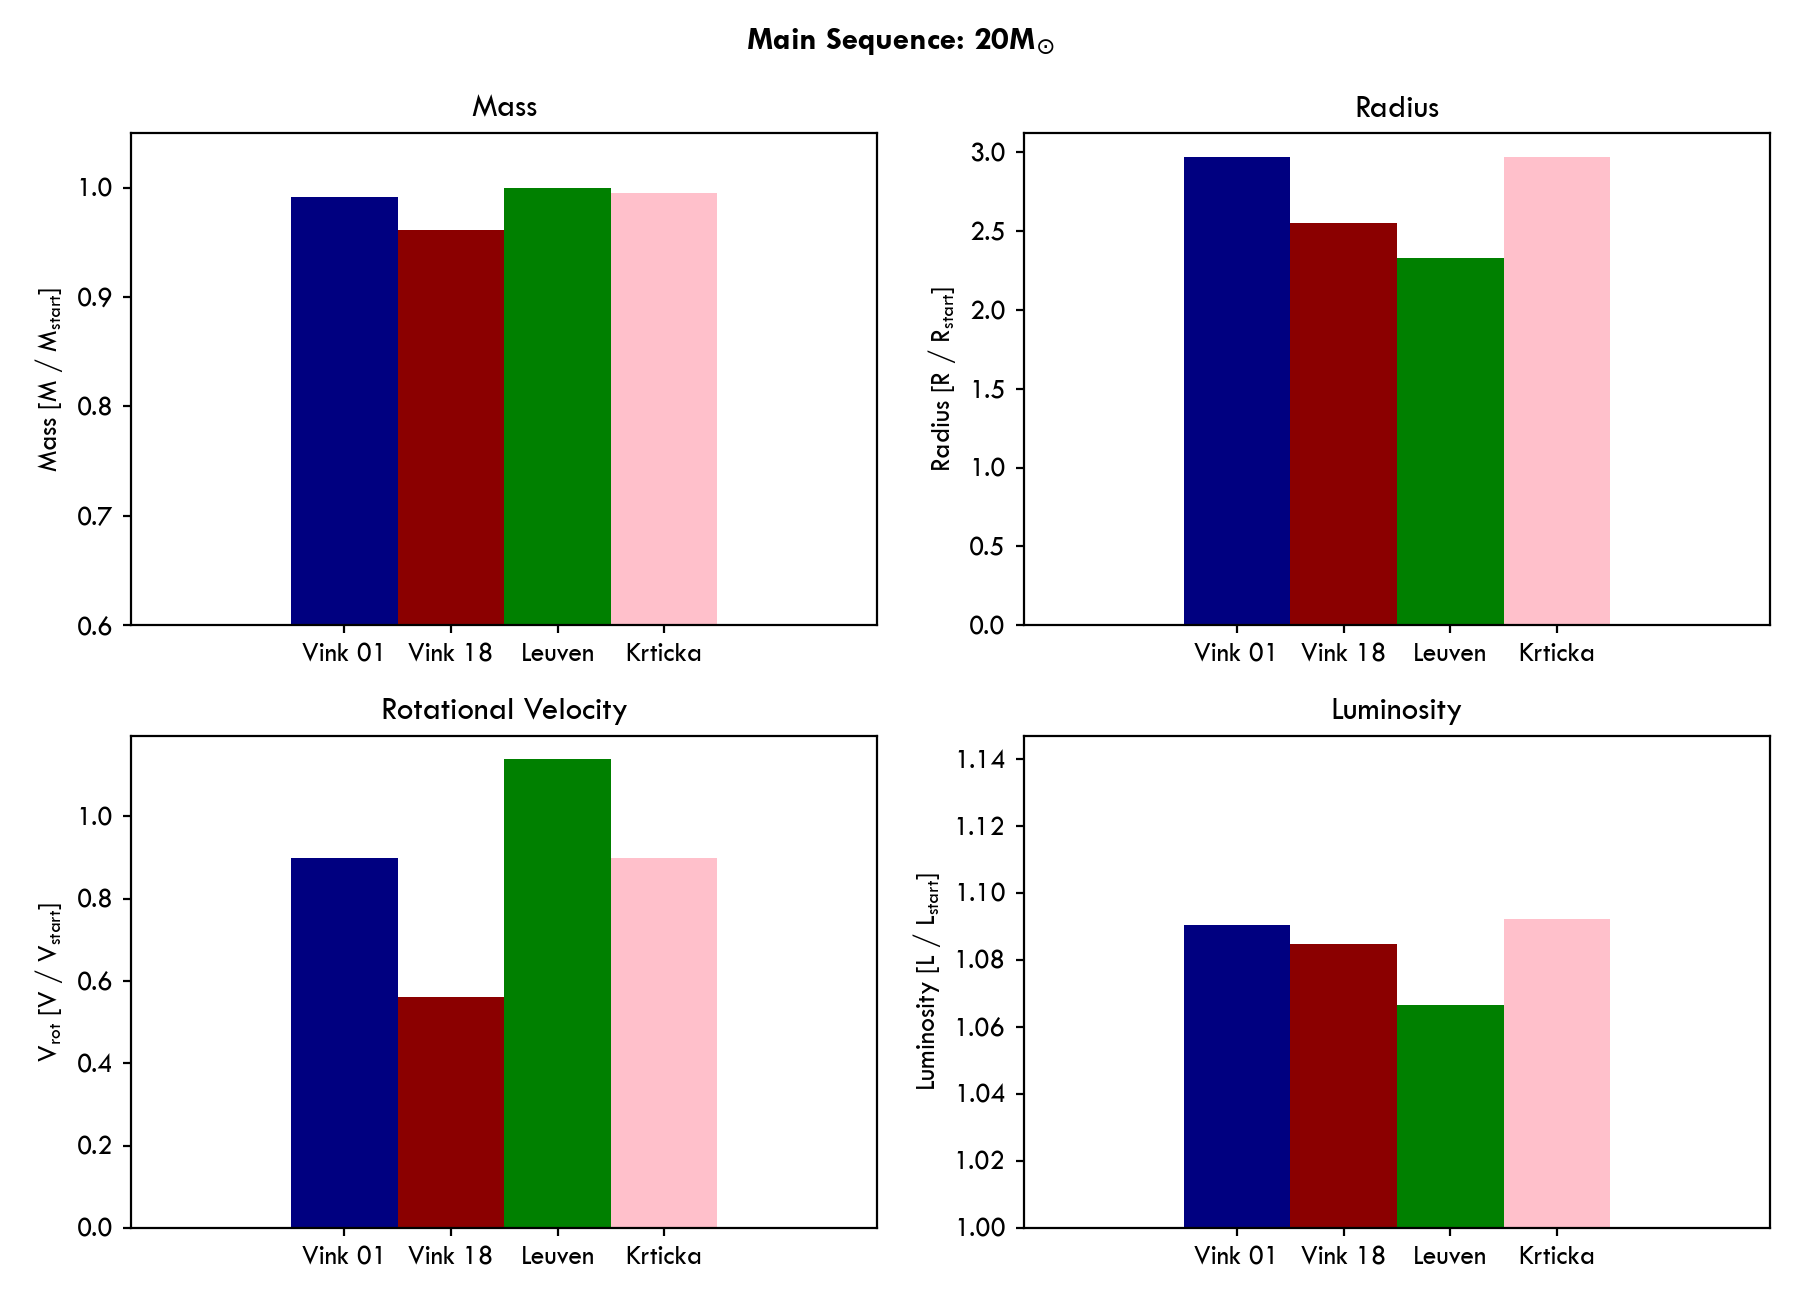 Main Sequence: 20M☉
Mass
Mass [M / Mstart]
1.0
0.9
0.8
0.7
0.6
Vink 01 Vink 18 Leuven Krticka
Radius
Radius [R / Rstart]
3.0
2.5
2.0
1.5
1.0
0.5
0.0
Vink 01 Vink 18 Leuven Krticka
Rotational Velocity
Vrot [V / Vstart]
1.0
0.8
0.6
0.4
0.2
0.0
Vink 01 Vink 18 Leuven Krticka
Luminosity
Luminosity [L / Lstart]
1.14
1.12
1.10
1.08
1.06
1.04
1.02
1.00
Vink 01 Vink 18 Leuven Krticka